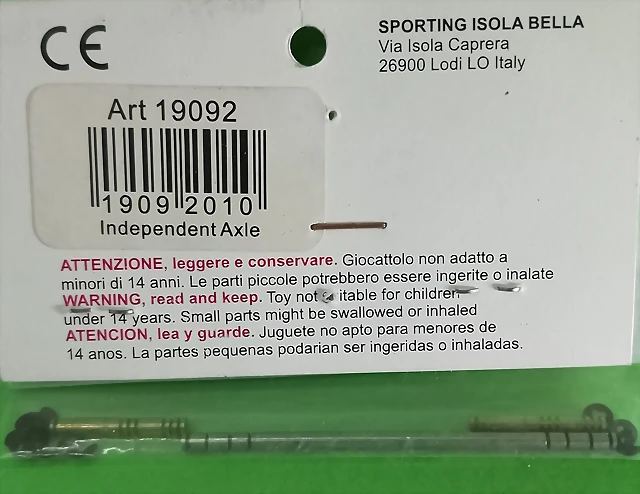 CE
SPORTING ISOLA BELLA
Via Isola Caprera
26900 Lodi LO Italy
Art 19092
1909 2010
Independent Axle
ATTENZIONE, leggere e conservare. Giocattolo non adatto a
minori di 14 anni. Le parti piccole potrebbero essere ingerite o inalate
WARNING, read and keep. Toy not itable for children
under 14 years. Small parts might be swallowed or inhaled
ATENCION, lea y guarde. Juguete no apto para menores de
14 anos. La partes pequenas podarian ser ingeridas o inhaladas.